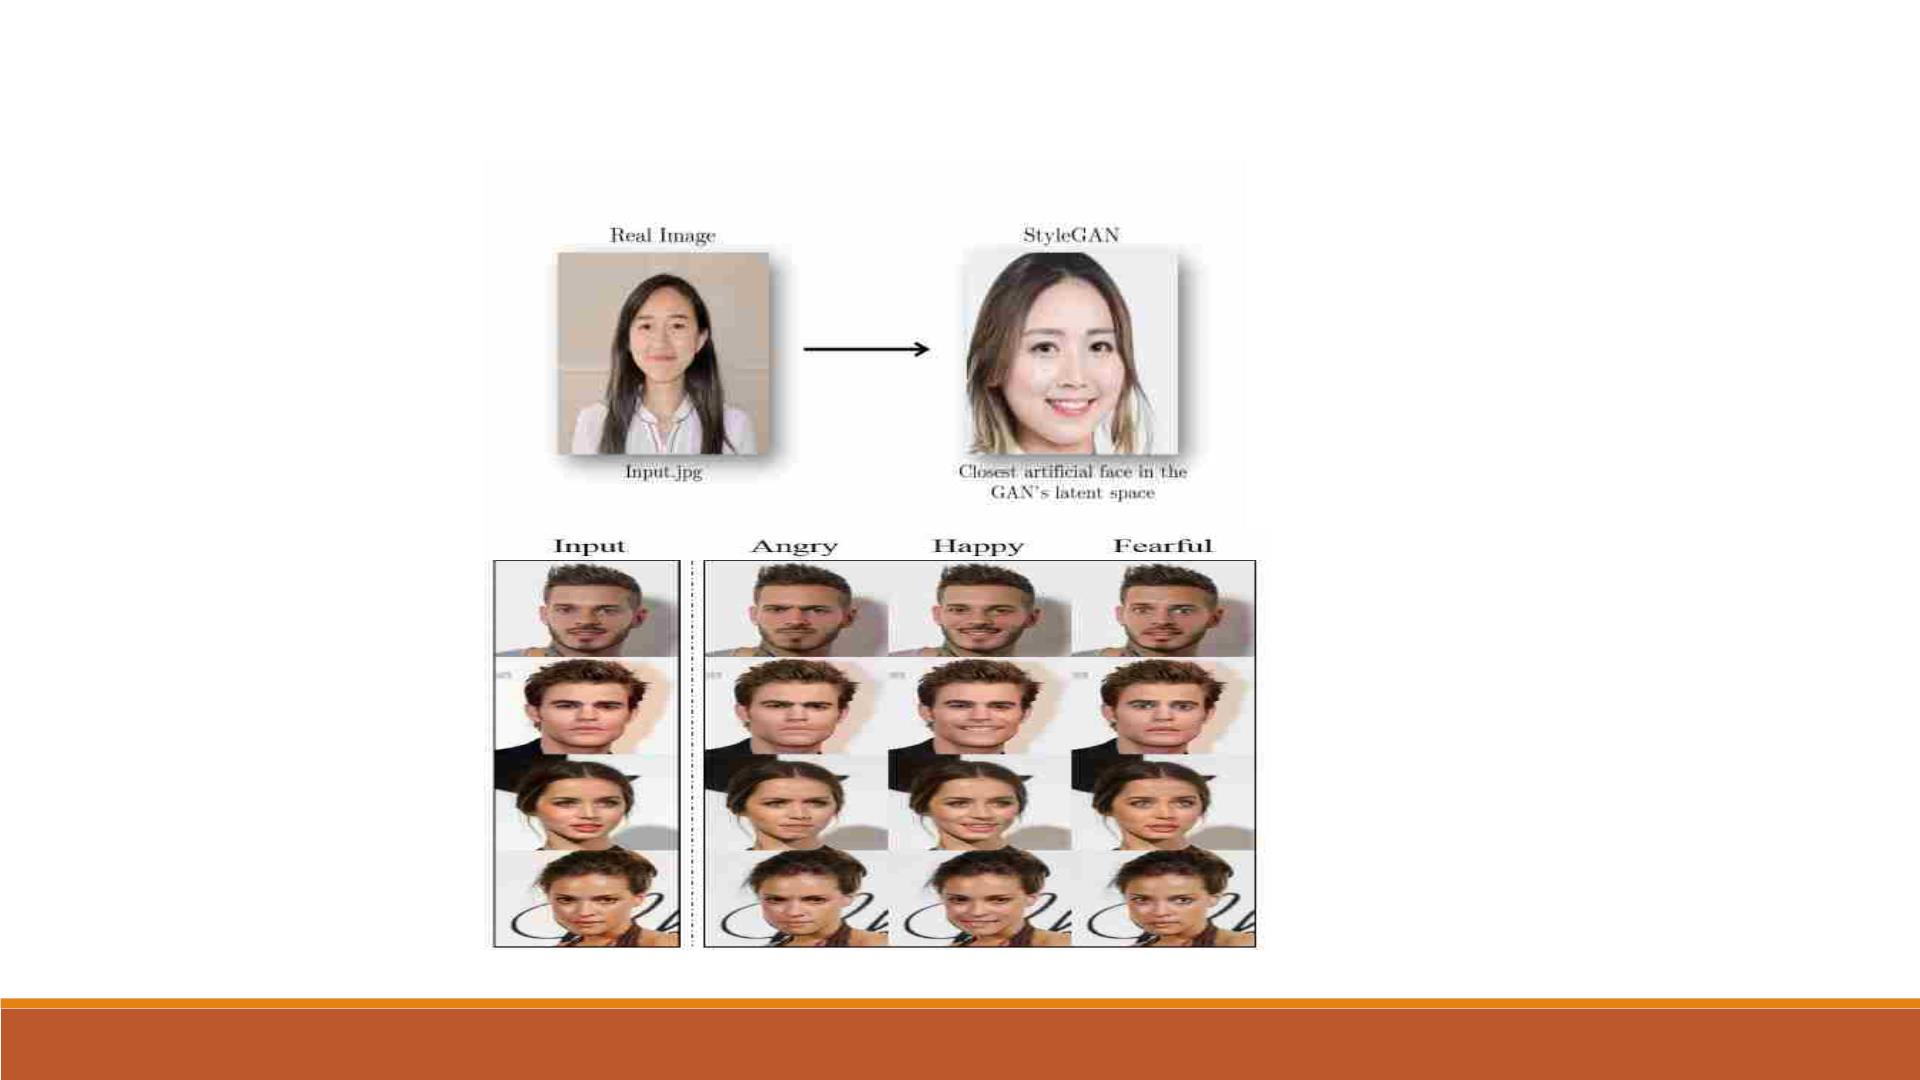 Real Image
StyleGAN
Input.jpg
Closest artificial face in the
GAN's latent space
Input
Angry
Happy
Fearful